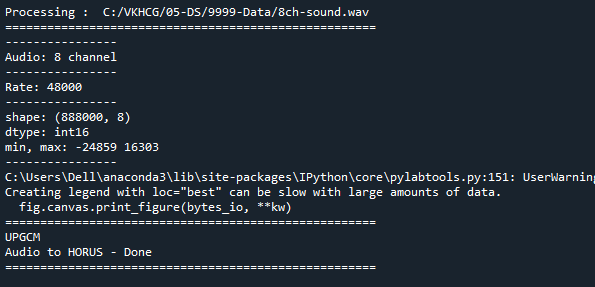 Processing :  C:/VKHCG/05-DS/9999-Data/8ch-sound.wav
=====================================================
----------------
Audio: 8 channel
----------------
Rate: 48000
----------------
shape: (888000, 8)
dtype: int16
min, max: -24859 16303
----------------
C:\Users\Dell\anaconda3\lib\site-packages\IPython\core\pylabtools.py:151: UserWarning
Creating legend with loc="best" can be slow with large amounts of data.
  fig.canvas.print_figure(bytes_io, **kw)
=====================================================
UPGCM
Audio to HORUS - Done
=====================================================